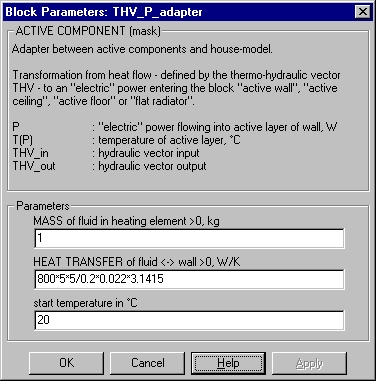 Block Parameters: THV_P_adapter
ACTIVE COMPONENT (mask)
Adapter between active components and house-model.
Transformation from heat flow - defined by the thermo-hydraulic vector
THV - to an "electric" power entering the block "active wall", "active
ceiling", "active floor" or "flat radiator".
P : "electric" power flowing into active layer of wall, W
T(P) : temperature of active layer, °C
THV_in : hydraulic vector input
THV_out : hydraulic vector output
Parameters
MASS of fluid in heating element >0, kg
1
HEAT TRANSFER of fluid <-> wall >0, W/K
800*5*5/0.2*0.022*3.1415
start temperature in °C
20
OK Cancel Help Apply